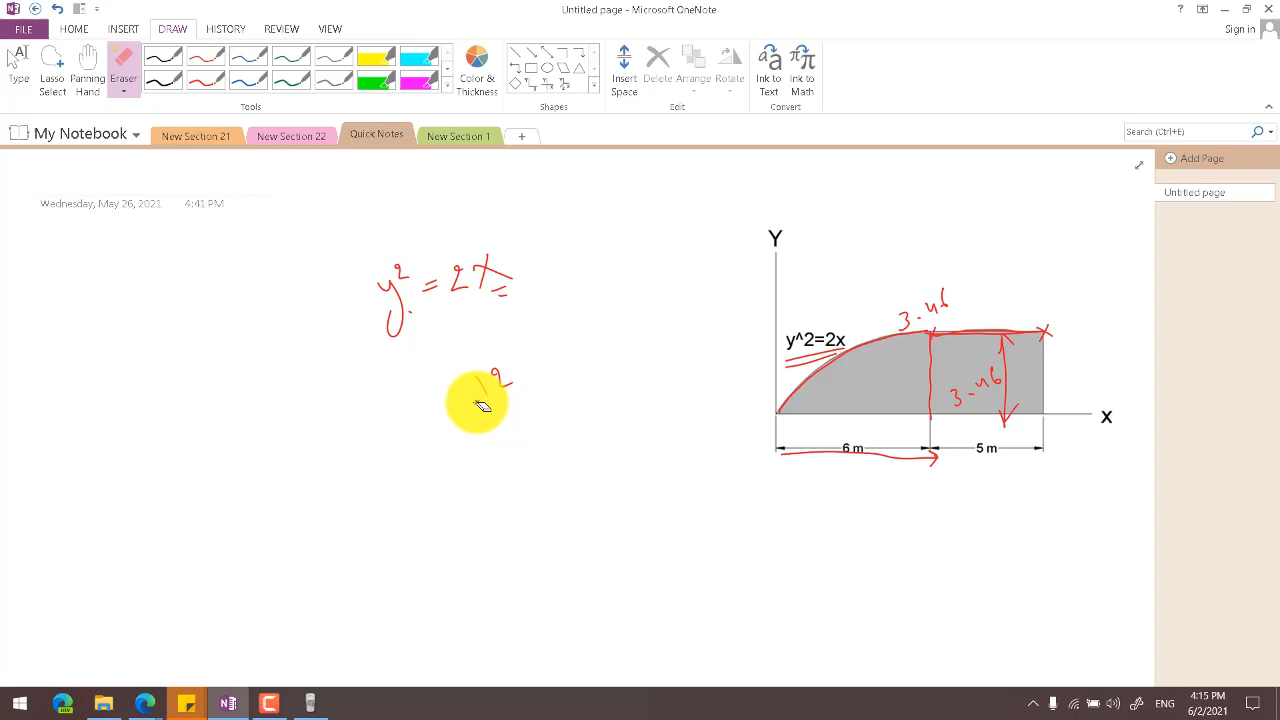 Untitled page - Microsoft OneNote
FILE HOME INSERT DRAW HISTORY REVIEW VIEW
Sign in
Type
Lasso Select
Panning Hand
Eraser
Color & Thickness
Insert Space
Delete
Arrange
Rotate
Ink to Text
Ink to Math
Tools
Shapes
Edit
Convert
My Notebook
New Section 21
New Section 22
Quick Notes
New Section 1
Search (Ctrl+E)
Add Page
Untitled page
Wednesday, May 26, 2021 4:41 PM
y² = 2x
2
Y
3.46
y^2=2x
3.46
X
6 m
5 m
ENG
4:15 PM
6/2/2021